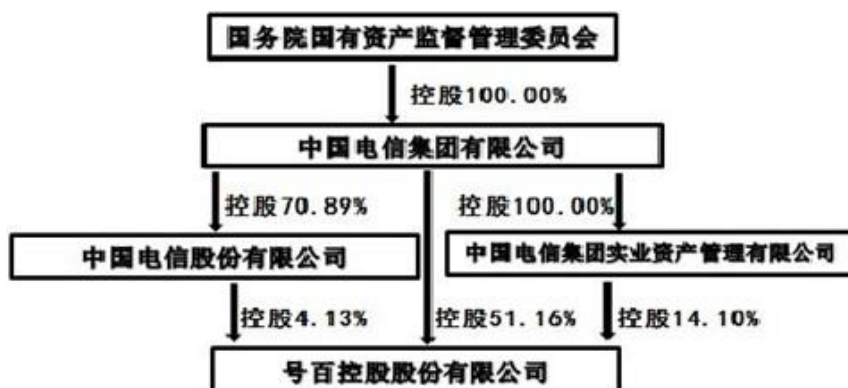 国务院国有资产监督管理委员会
控股100.00%
中国电信集团有限公司
控股70.89%
控股100.00%
中国电信股份有限公司
中国电信集团实业资产管理有限公司
控股4.13%
控股51.16%
控股14.10%
号百控股股份有限公司